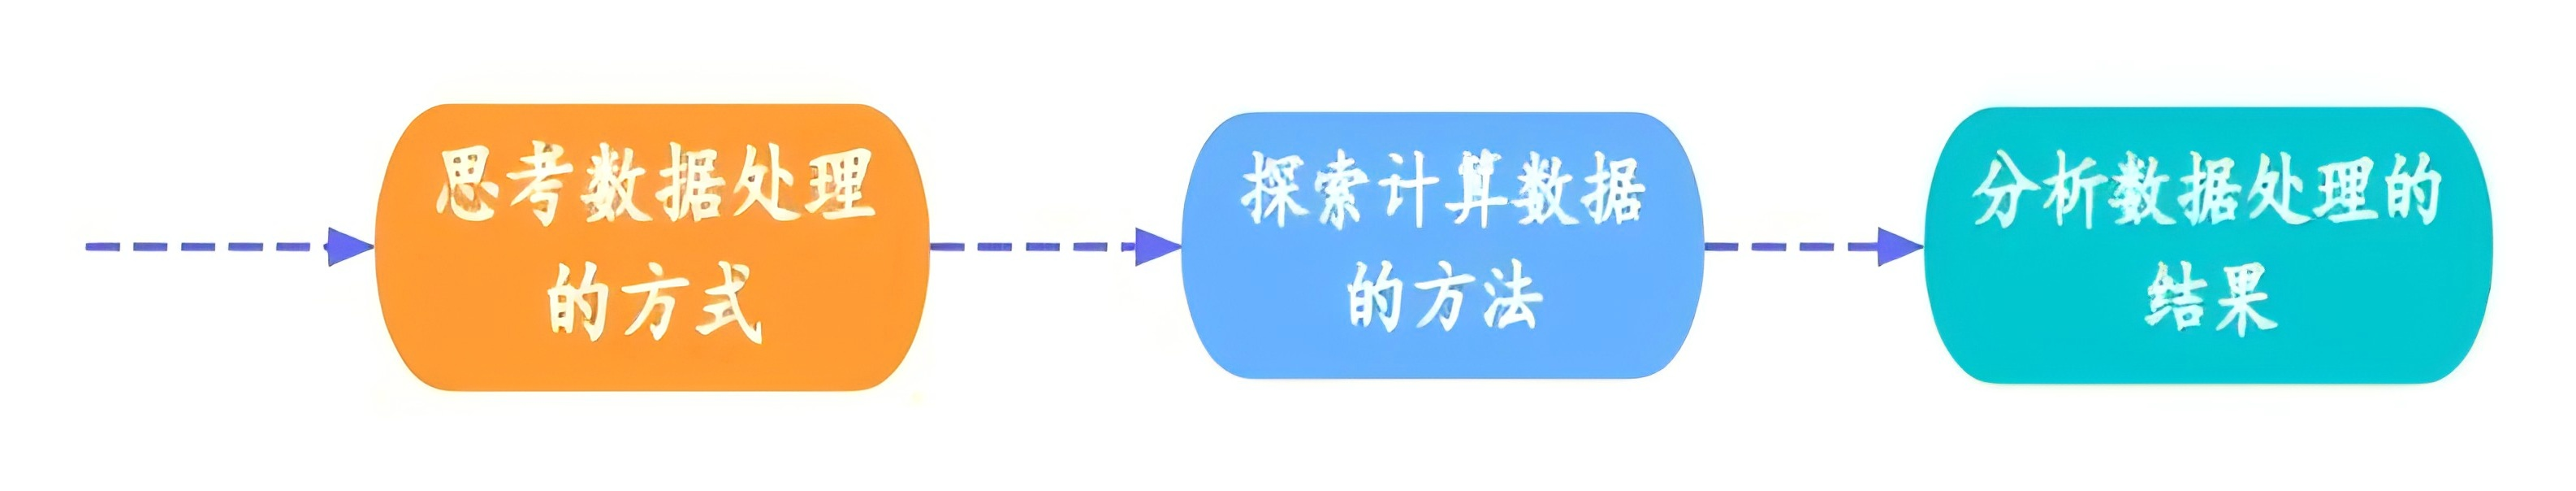 思考数据处理
的方式
探索计算数据
的方法
分析数据处理的
结果